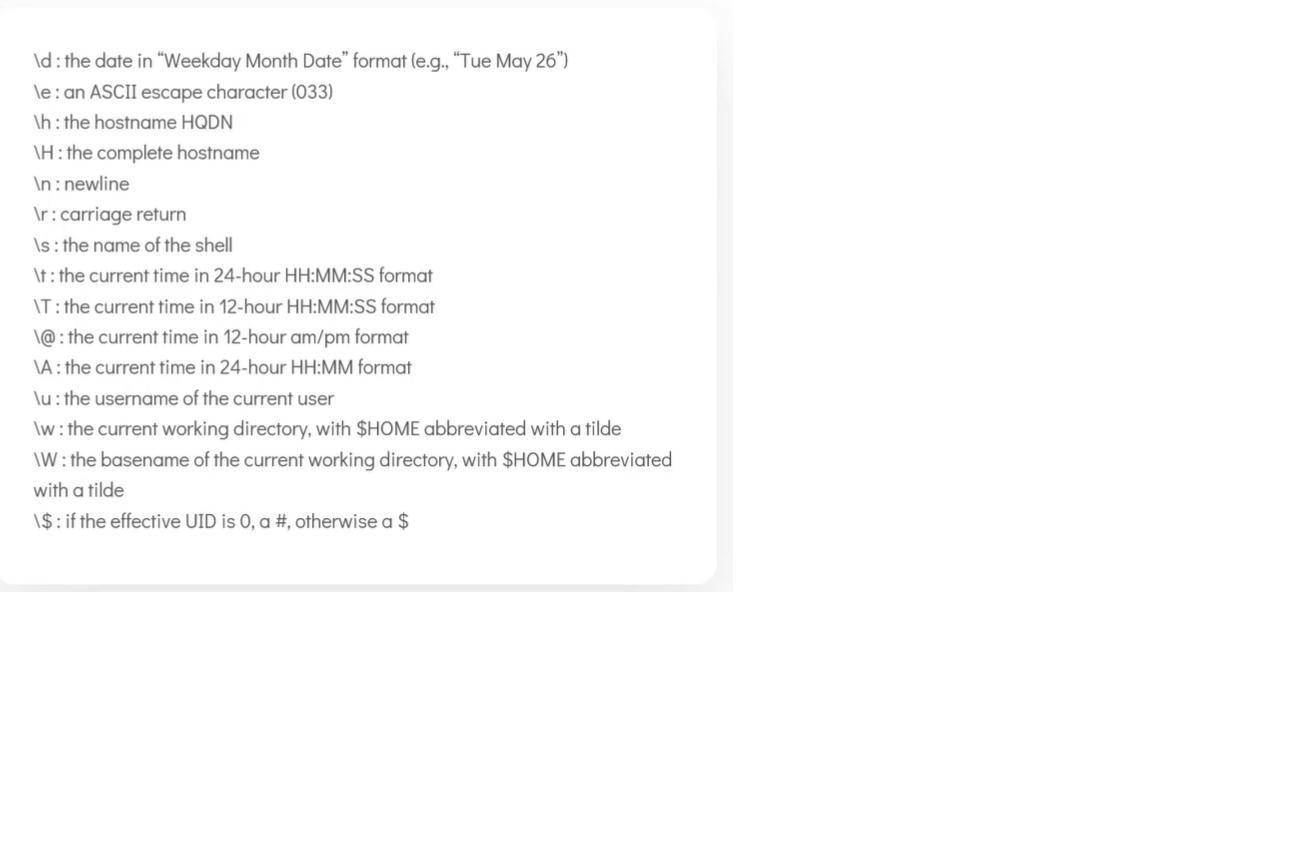 \d : the date in “Weekday Month Date” format (e.g., “Tue May 26”)
\e : an ASCII escape character (033)
\h : the hostname HQDN
\H : the complete hostname
\n : newline
\r : carriage return
\s : the name of the shell
\t : the current time in 24-hour HH:MM:SS format
\T : the current time in 12-hour HH:MM:SS format
\@ : the current time in 12-hour am/pm format
\A : the current time in 24-hour HH:MM format
\u : the username of the current user
\w : the current working directory, with $HOME abbreviated with a tilde
\W : the basename of the current working directory, with $HOME abbreviated
with a tilde
\$ : if the effective UID is 0, a #, otherwise a $